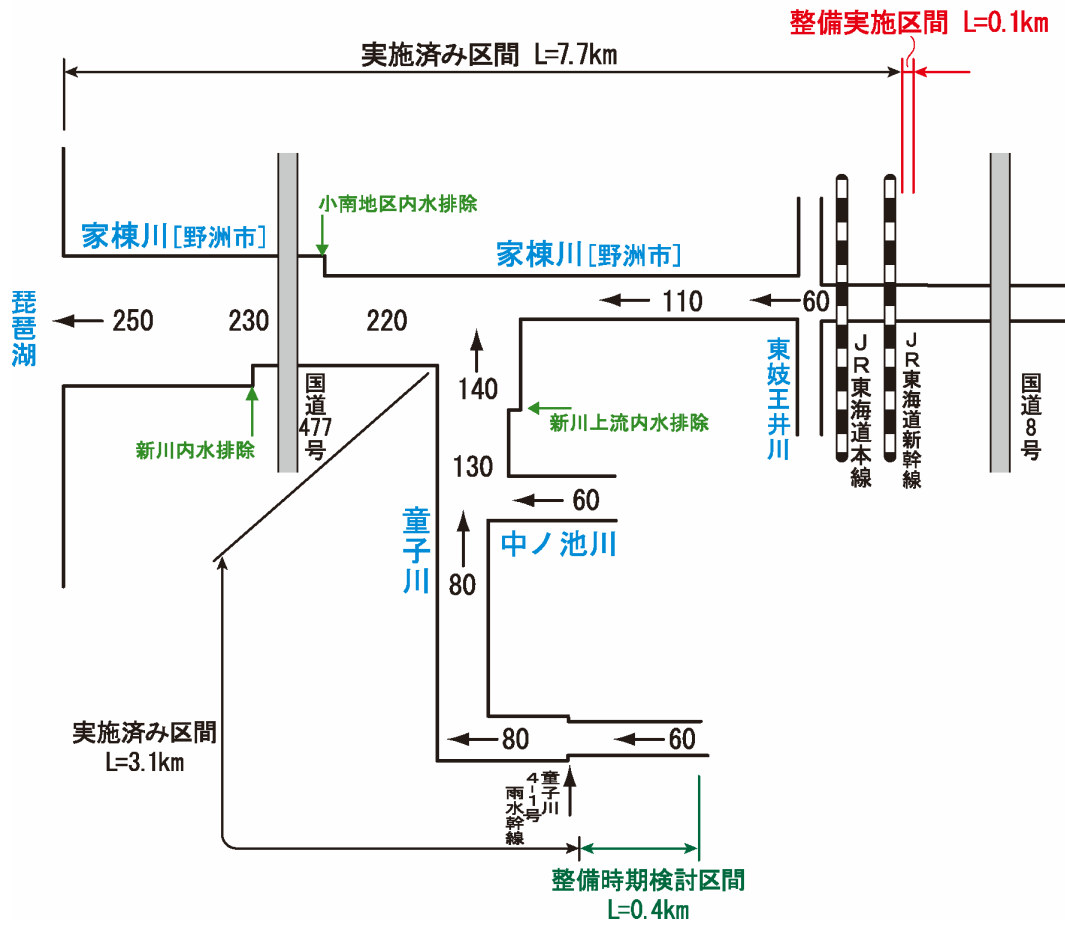 整備実施区間 L=0.1km
実施済み区間 L=7.7km
小南地区内水排除
家棟川[野洲市]
家棟川[野洲市]
琵琶湖
250
230
220
110
60
国道477号
新川内水排除
140
新川上流内水排除
東妓王井川
JR東海道本線
JR東海道新幹線
国道8号
130
60
童子川
中ノ池川
80
実施済み区間
L=3.1km
80
60
童子川
4-1号
雨水幹線
整備時期検討区間
L=0.4km